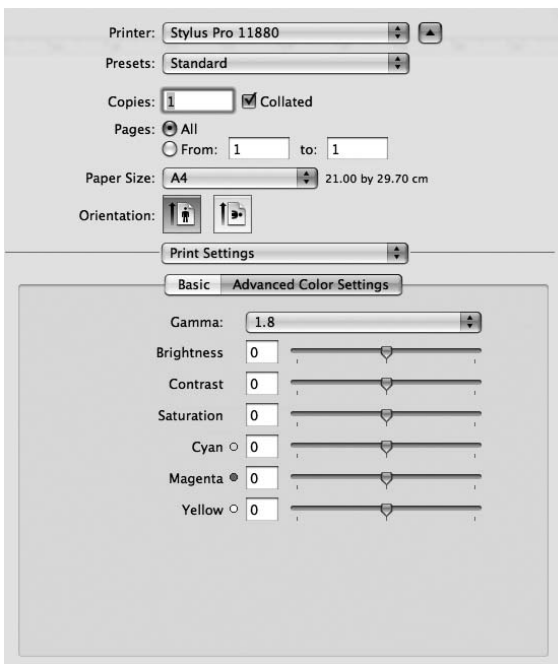 Printer: Stylus Pro 11880
Presets: Standard
Copies: 1 Collated
Pages: All
From: 1 to: 1
Paper Size: A4 21.00 by 29.70 cm
Orientation:
Print Settings
Basic Advanced Color Settings
Gamma: 1.8
Brightness 0
Contrast 0
Saturation 0
Cyan 0
Magenta 0
Yellow 0